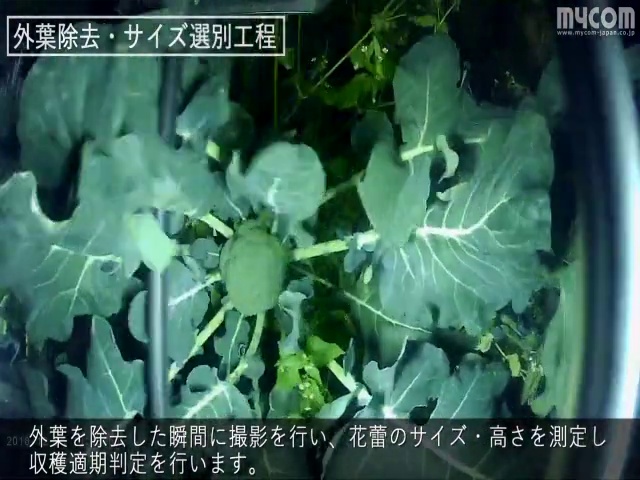 外葉除去・サイズ選別工程
mycom
www.mycom-japan.co.jp
外葉を除去した瞬間に撮影を行い、花蕾のサイズ・高さを測定し
収穫適期判定を行います。